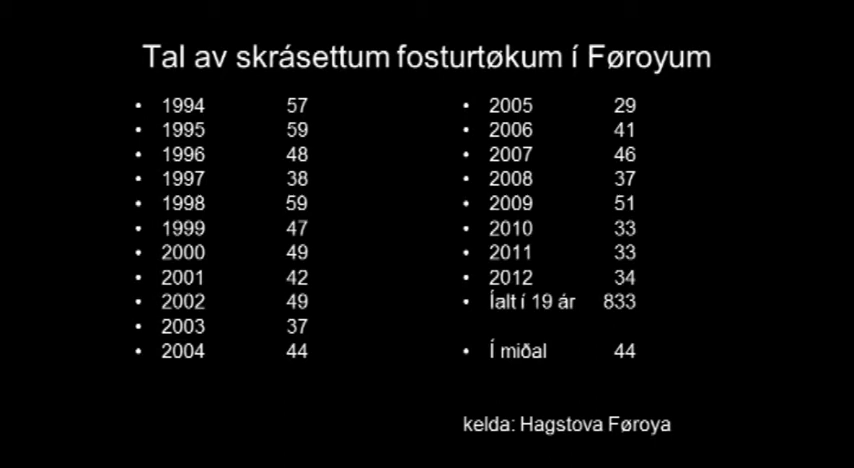 Tal av skrásettum fosturtøkum í Føroyum
• 1994 57
• 1995 59
• 1996 48
• 1997 38
• 1998 59
• 1999 47
• 2000 49
• 2001 42
• 2002 49
• 2003 37
• 2004 44
• 2005 29
• 2006 41
• 2007 46
• 2008 37
• 2009 51
• 2010 33
• 2011 33
• 2012 34
• Íalt í 19 ár 833
• Í miðal 44
kelda: Hagstova Føroya